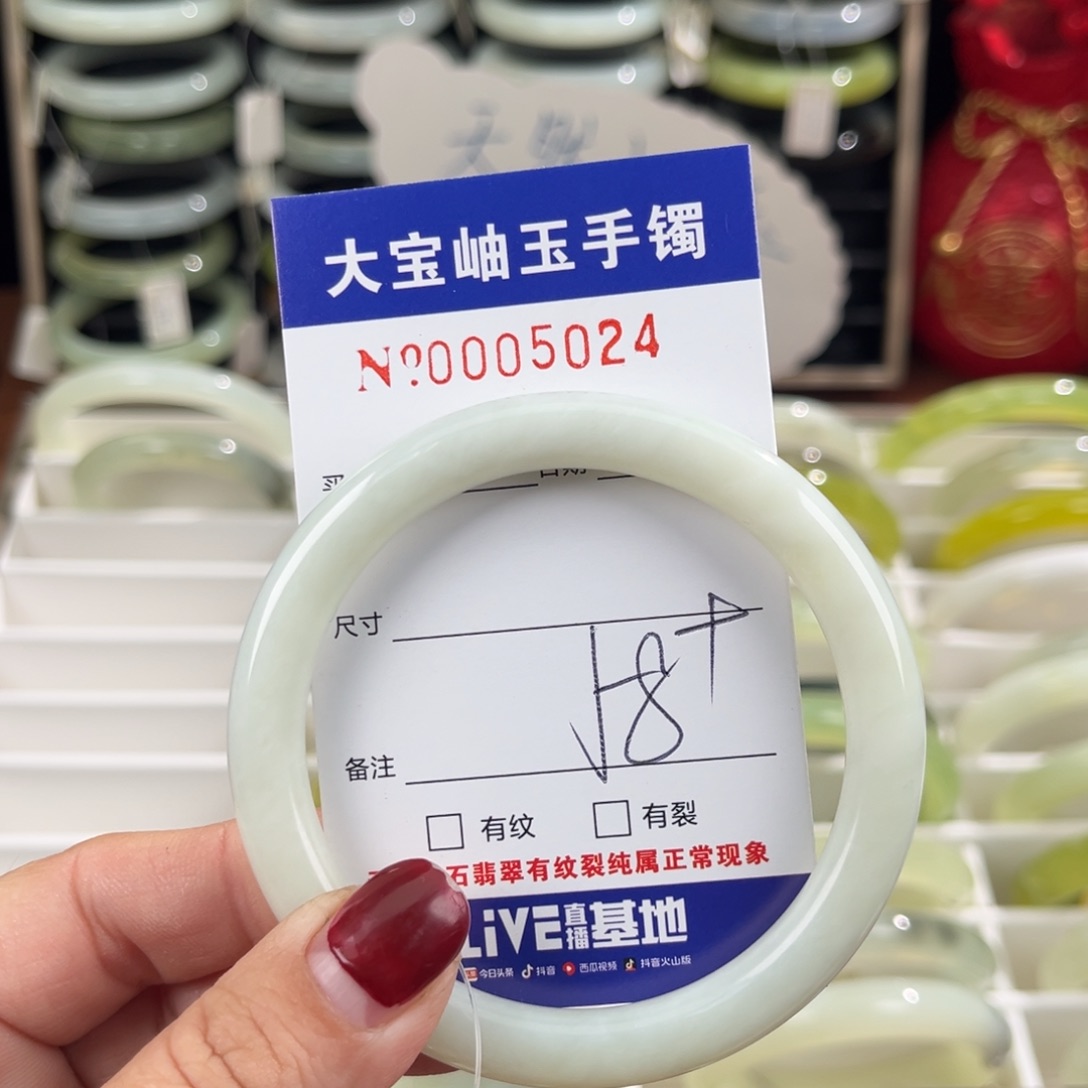 大宝岫玉手镯
Nº0005024
日期
尺寸
备注
有纹 有裂
石翡翠有纹裂纯属正常现象
LiVE直播基地
今日头条 抖音 西瓜视频 抖音火山版